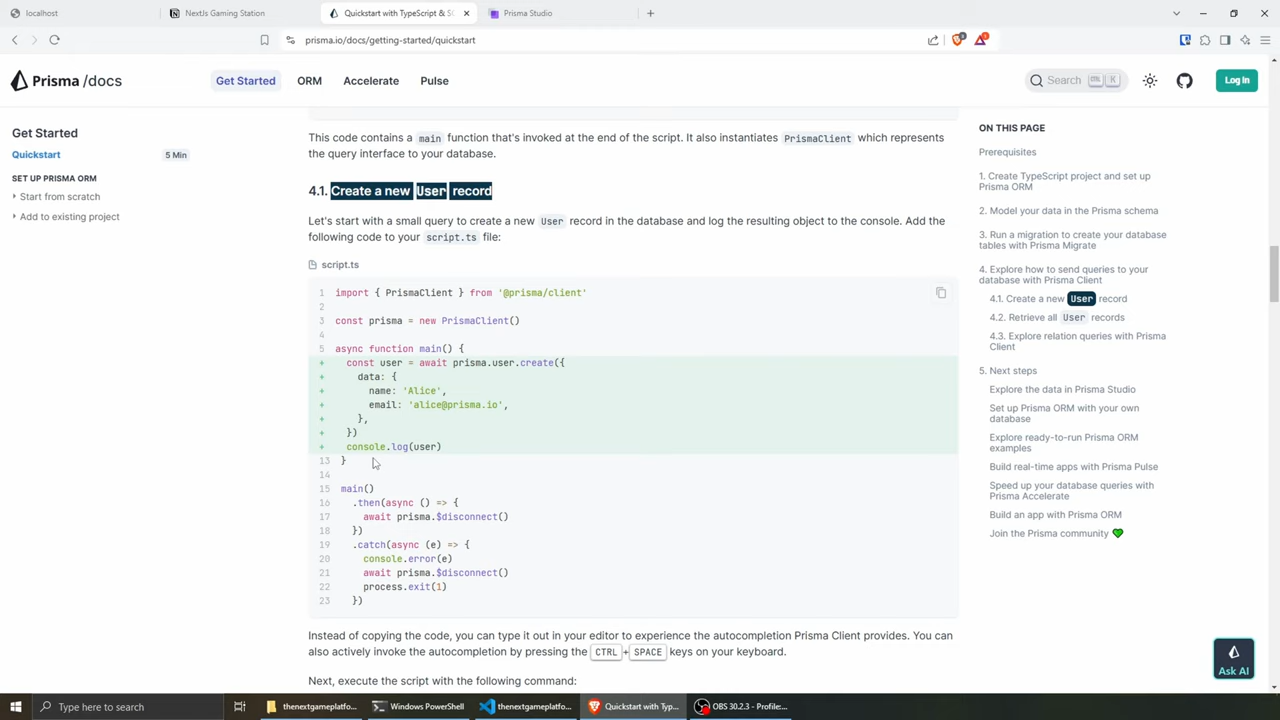 localhost
NextJs Gaming Station
Quickstart with TypeScript & SQ
Prisma Studio
prisma.io/docs/getting-started/quickstart
Prisma /docs
Get Started
ORM
Accelerate
Pulse
Search
K
Log in
Get Started
Quickstart
5 Min
SET UP PRISMA ORM
Start from scratch
Add to existing project
This code contains a main function that's invoked at the end of the script. It also instantiates PrismaClient which represents
the query interface to your database.
4.1. Create a new User record
Let's start with a small query to create a new User record in the database and log the resulting object to the console. Add the
following code to your script.ts file:
script.ts
1 import { PrismaClient } from '@prisma/client'
2
3 const prisma = new PrismaClient()
4
5 async function main() {
+ const user = await prisma.user.create({
+ data: {
+ name: 'Alice',
+ email: 'alice@prisma.io',
+ },
+ })
+ console.log(user)
13 }
14
15 main()
16 .then(async () => {
17 await prisma.$disconnect()
18 })
19 .catch(async (e) => {
20 console.error(e)
21 await prisma.$disconnect()
22 process.exit(1)
23 })
Instead of copying the code, you can type it out in your editor to experience the autocompletion Prisma Client provides. You can
also actively invoke the autocompletion by pressing the CTRL+SPACE keys on your keyboard.
Next, execute the script with the following command:
ON THIS PAGE
Prerequisites
1. Create TypeScript project and set up
Prisma ORM
2. Model your data in the Prisma schema
3. Run a migration to create your database
tables with Prisma Migrate
4. Explore how to send queries to your
database with Prisma Client
4.1. Create a new User record
4.2. Retrieve all User records
4.3. Explore relation queries with Prisma
Client
5. Next steps
Explore the data in Prisma Studio
Set up Prisma ORM with your own
database
Explore ready-to-run Prisma ORM
examples
Build real-time apps with Prisma Pulse
Speed up your database queries with
Prisma Accelerate
Build an app with Prisma ORM
Join the Prisma community
Ask AI
Type here to search
thenextgameplatfo...
Windows PowerShell
thenextgameplatfo...
Quickstart with Typ...
OBS 30.2.3 - Profile:...